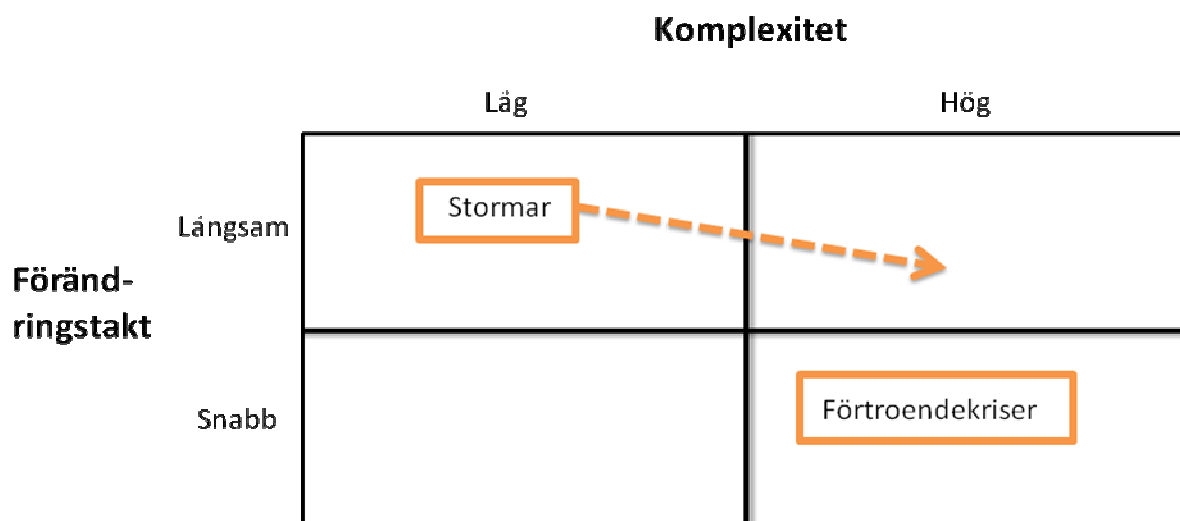 Komplexitet
Låg Hög
Långsam
Stormar
Föränd-
ringstakt
Snabb
Förtroendekriser